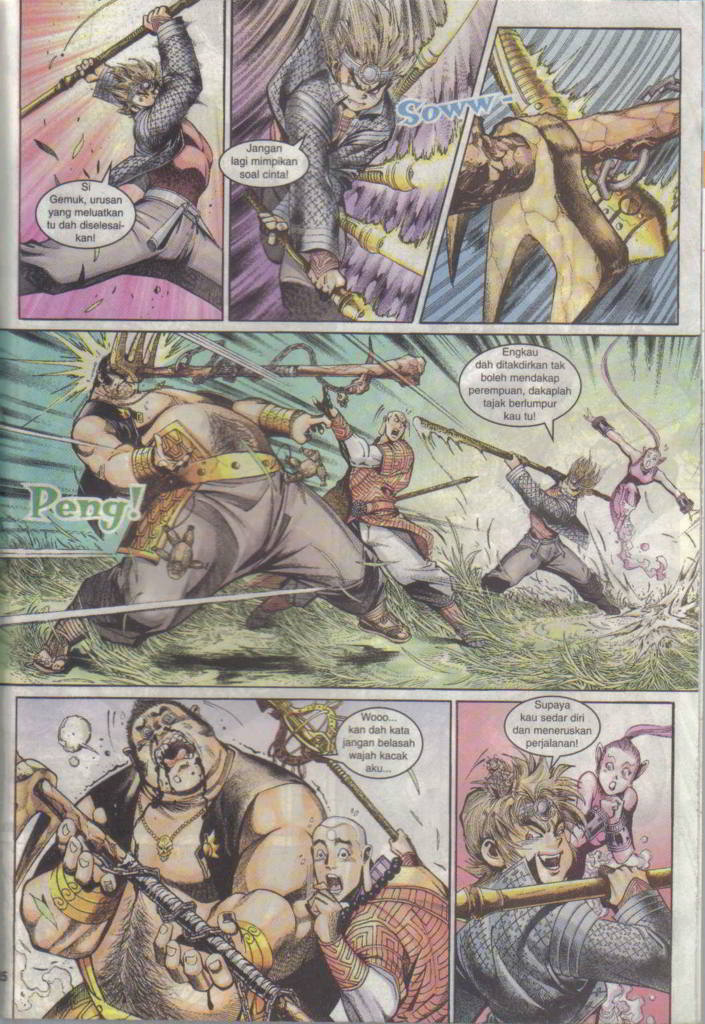 Si
Gemuk, urusan
yang meluatkan
tu dah diselesai-
kan!
Jangan
lagi mimpikan
soal cinta!
Soww-
Engkau
dah ditakdirkan tak
boleh mendakap
perempuan, dakaplah
tajak berlumpur
kau tu!
Peng!
Wooo...
kan dah kata
jangan belasah
wajah kacak
aku...
Supaya
kau sedar diri
dan meneruskan
perjalanan!
5